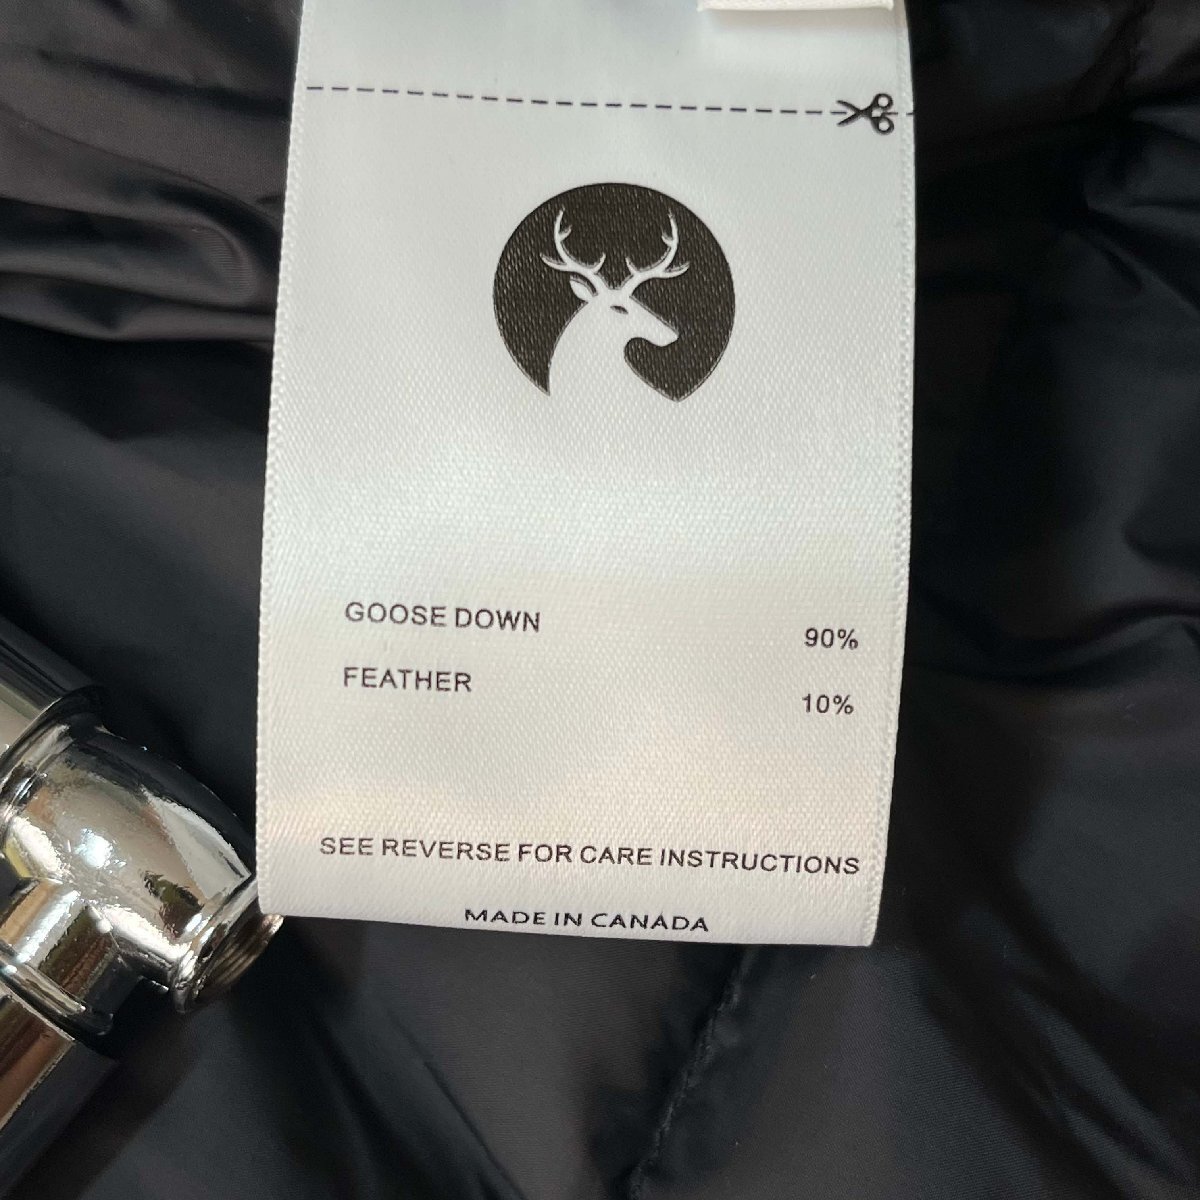 GOOSE DOWN 90%
FEATHER 10%
SEE REVERSE FOR CARE INSTRUCTIONS
MADE IN CANADA